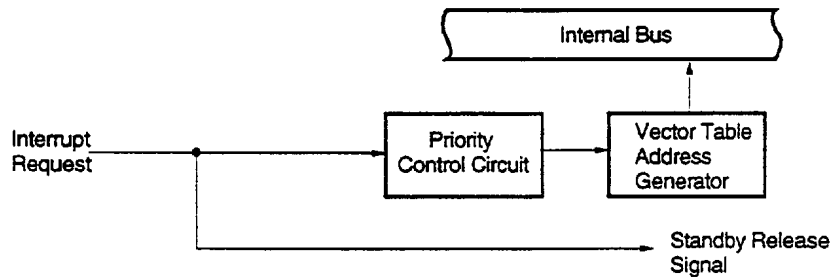 Internal Bus
Interrupt
Request
Priority
Control Circuit
Vector Table
Address
Generator
Standby Release
Signal